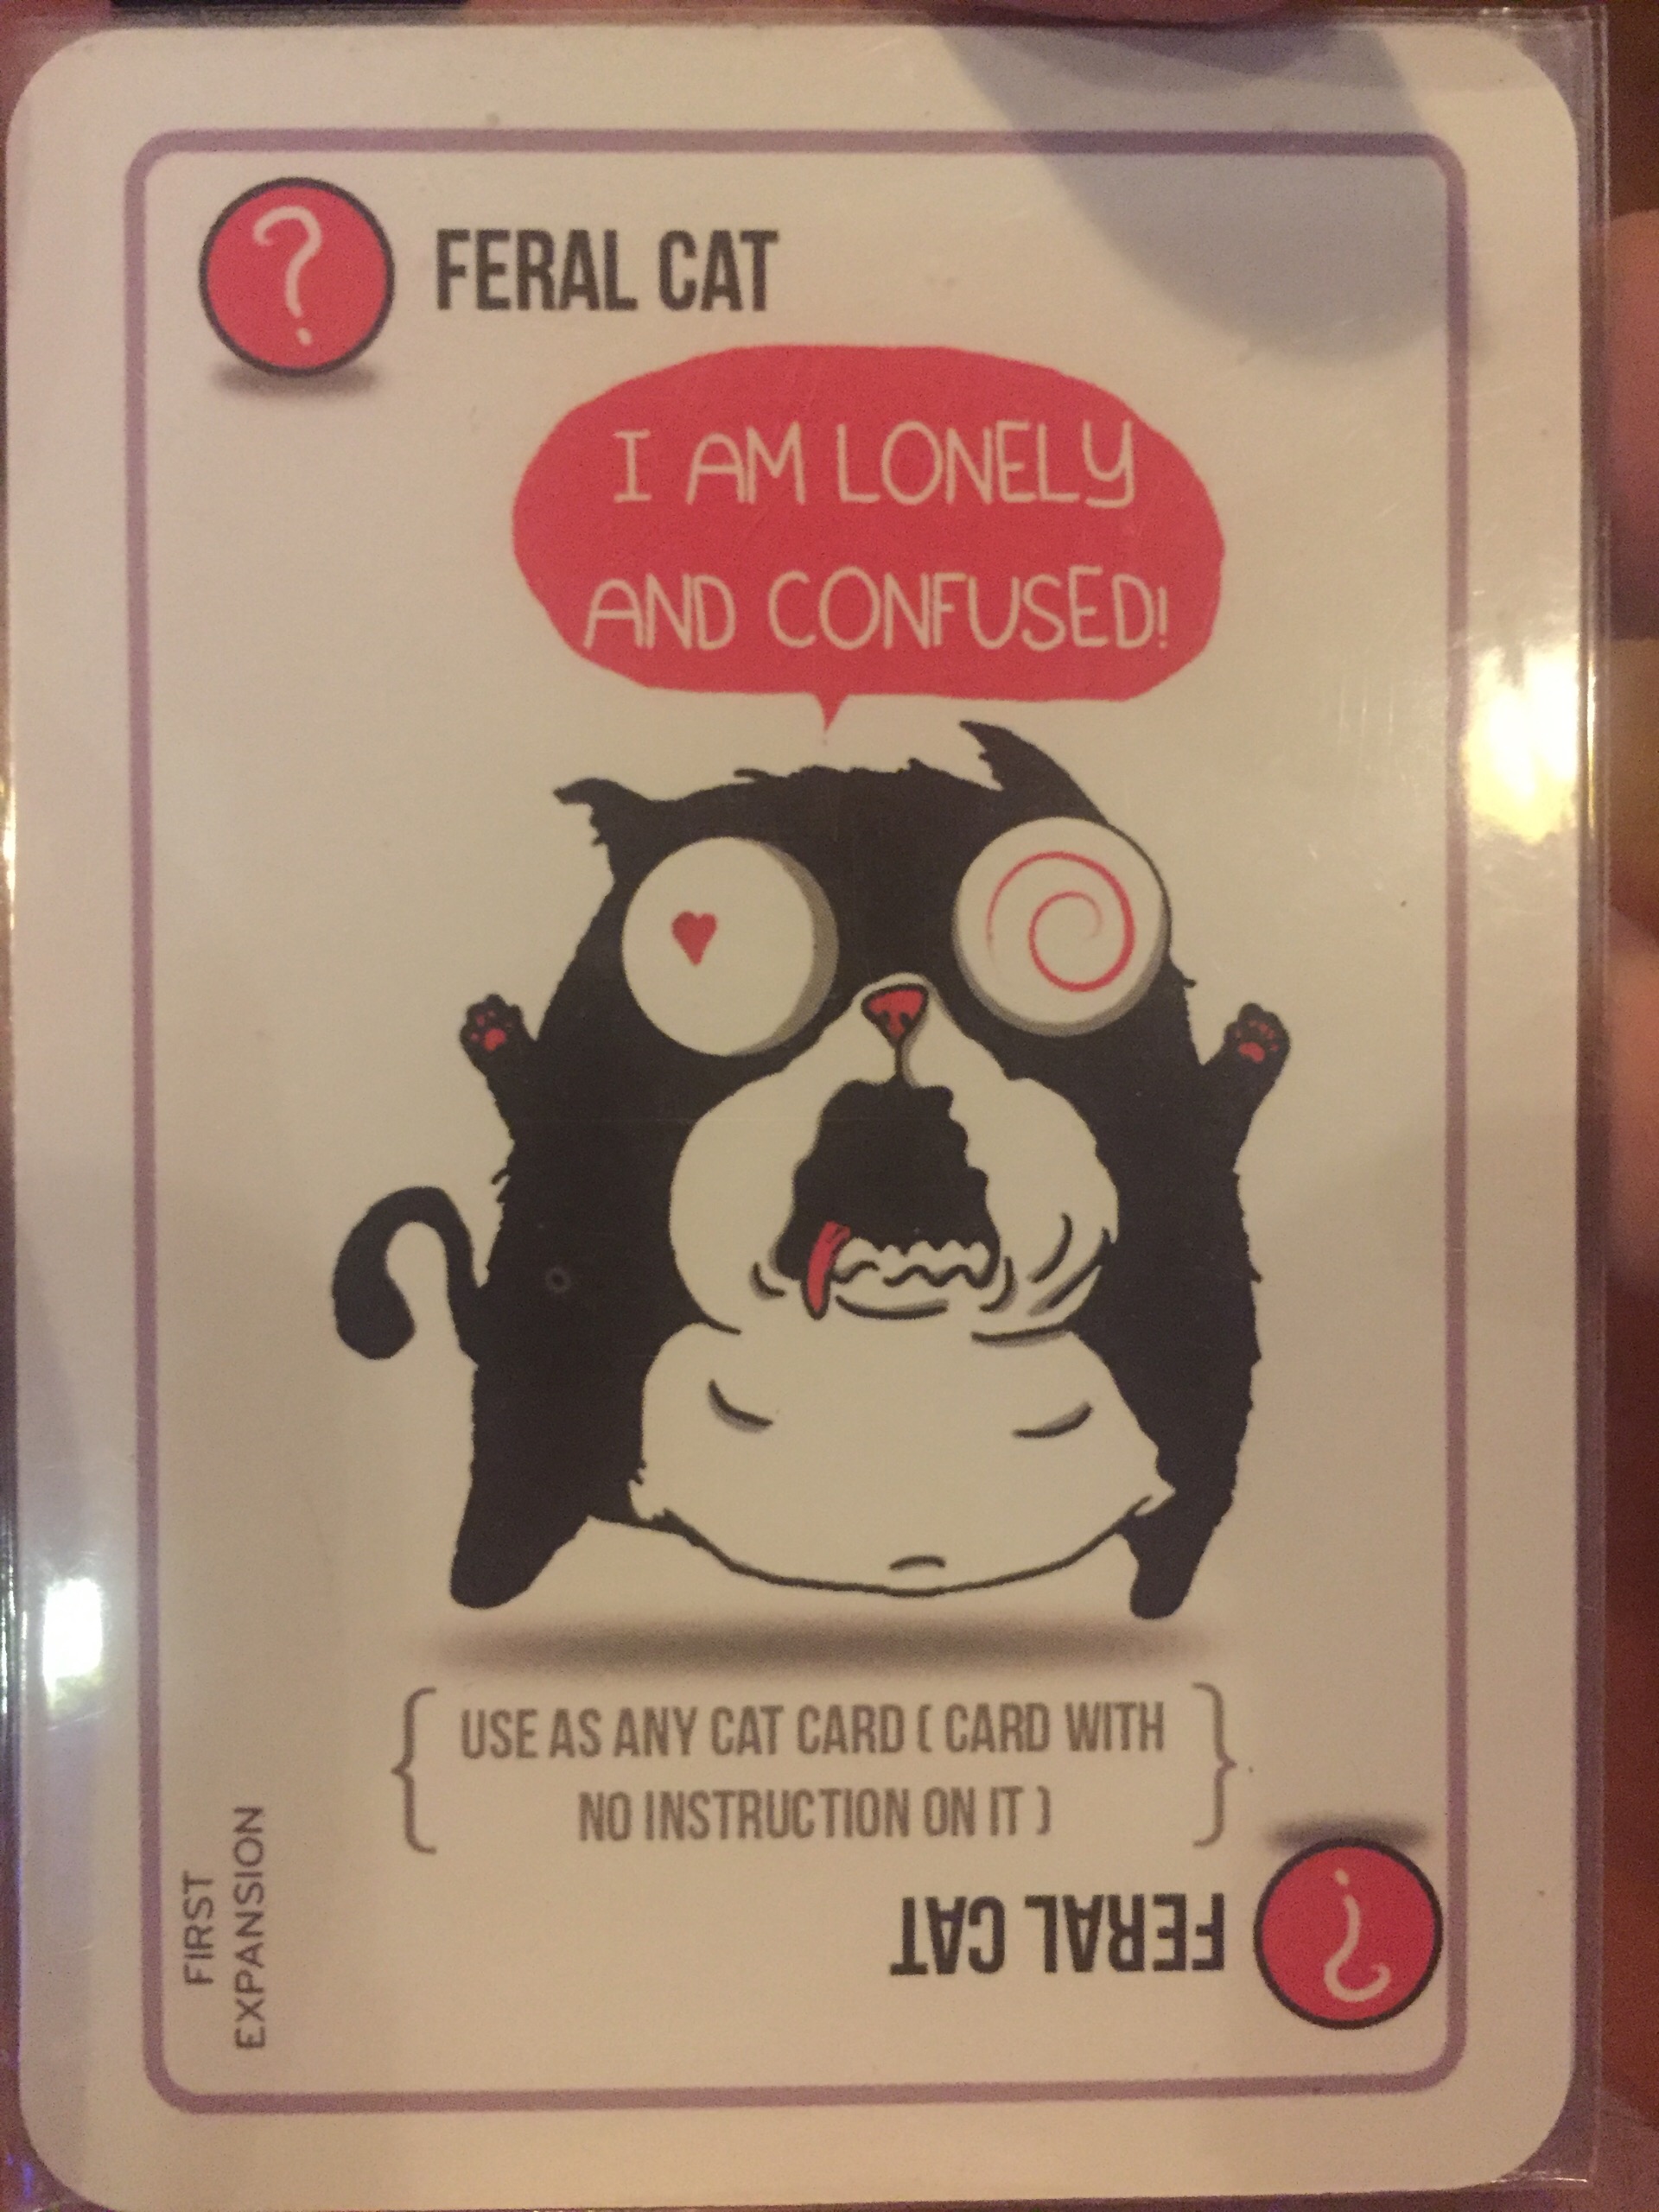 ?
FERAL CAT
I AM LONELY
AND CONFUSED!
USE AS ANY CAT CARD ( CARD WITH
NO INSTRUCTION ON IT )
FIRST
EXPANSION
FERAL CAT
?